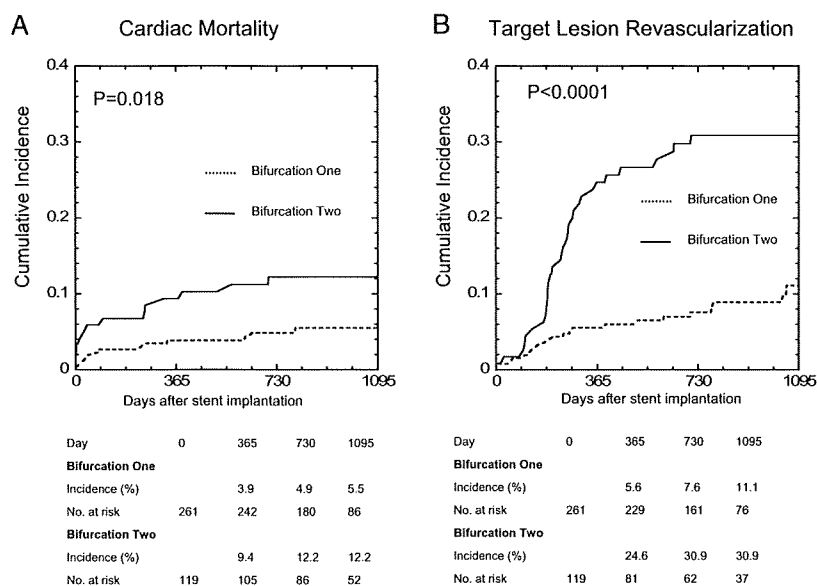 A Cardiac Mortality
0.4
P=0.018
0.3
Bifurcation One
0.2
Bifurcation Two
0.1
0
Cumulative Incidence
0 365 730 1095
Days after stent implantation
Day 0 365 730 1095
Bifurcation One
Incidence (%) 3.9 4.9 5.5
No. at risk 261 242 180 86
Bifurcation Two
Incidence (%) 9.4 12.2 12.2
No. at risk 119 105 86 52
B Target Lesion Revascularization
0.4
P<0.0001
0.3
0.2
Bifurcation One
Bifurcation Two
0.1
0
Cumulative Incidence
0 365 730 1095
Days after stent implantation
Day 0 365 730 1095
Bifurcation One
Incidence (%) 5.6 7.6 11.1
No. at risk 261 229 161 76
Bifurcation Two
Incidence (%) 24.6 30.9 30.9
No. at risk 119 81 62 37